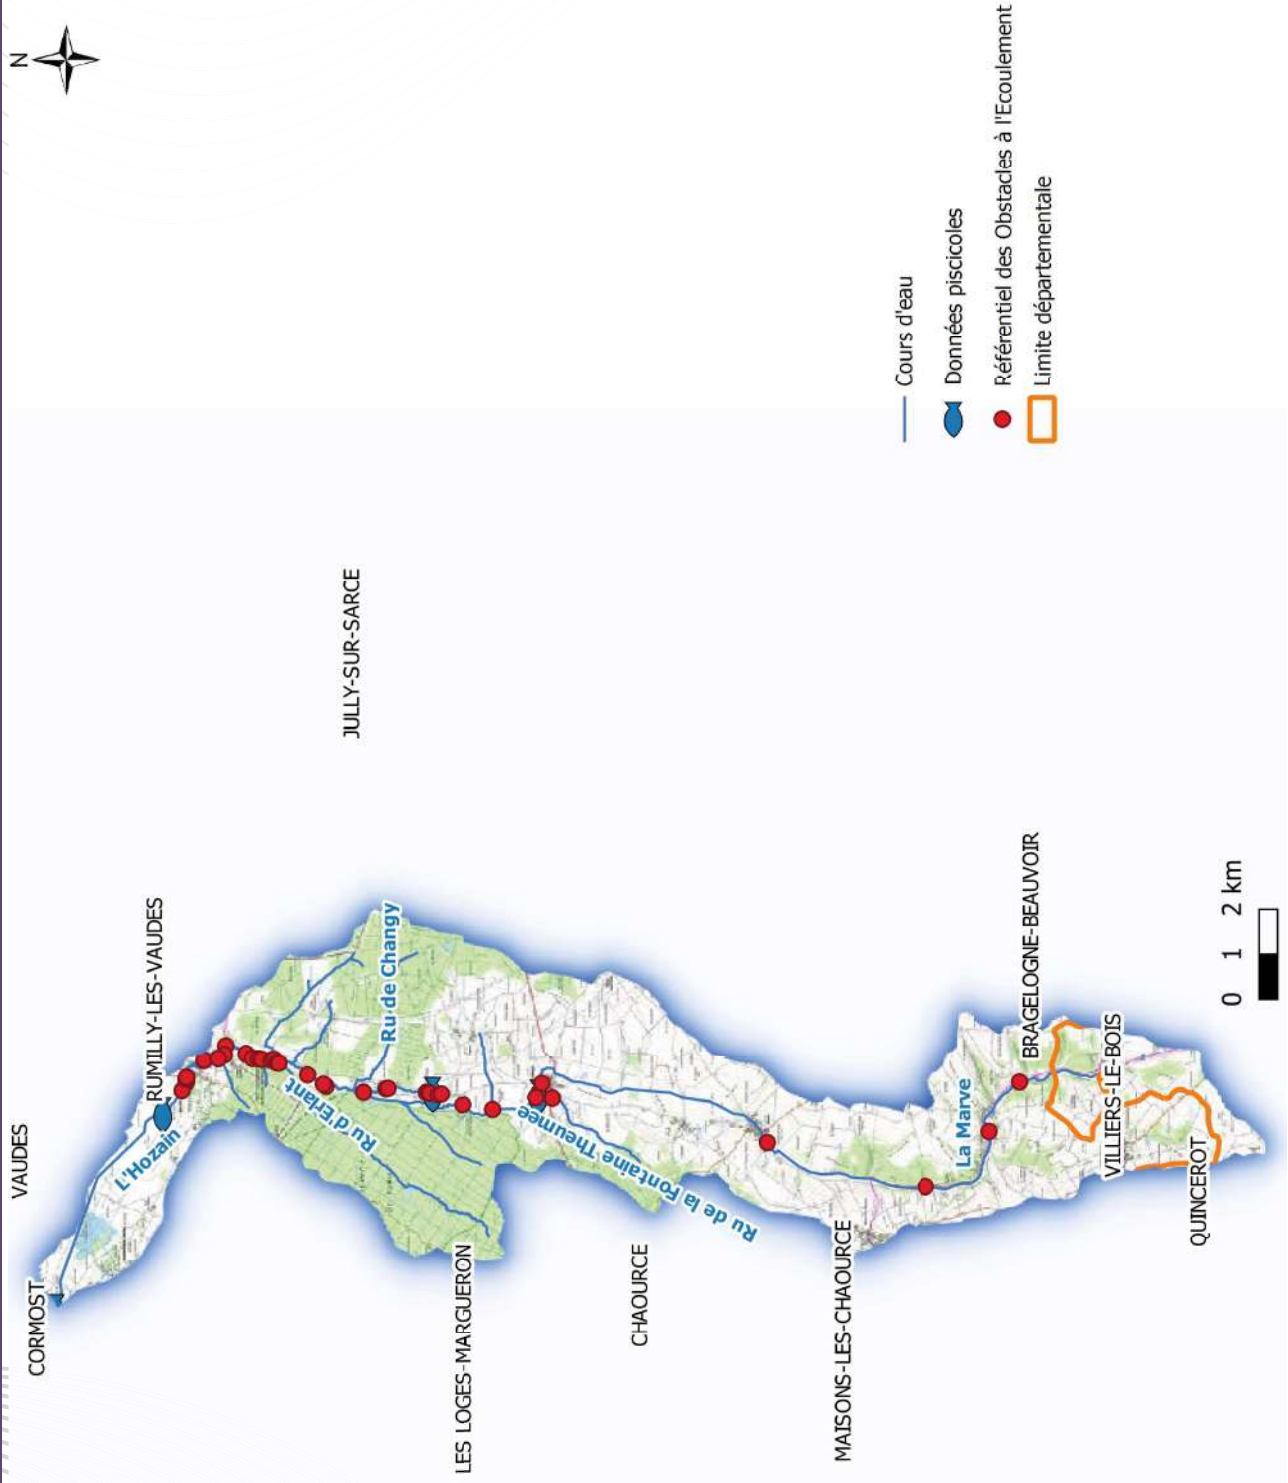 N
VAUDES
CORMOST
RUMILLY-LES-VAUDES
L'Hozain
JULLY-SUR-SARCE
Ru d'Erlant
Ru de Changy
LES LOGES-MARGUERON
Ru de la Fontaine Theumée
CHAOURCE
MAISONS-LES-CHAOURCE
La Marve
BRAGELOGNE-BEAUVOIR
VILLIERS-LE-BOIS
QUINCEROT
0 1 2 km
Cours d'eau
Données piscicoles
Référentiel des Obstacles à l'Ecoulement
Limite départementale